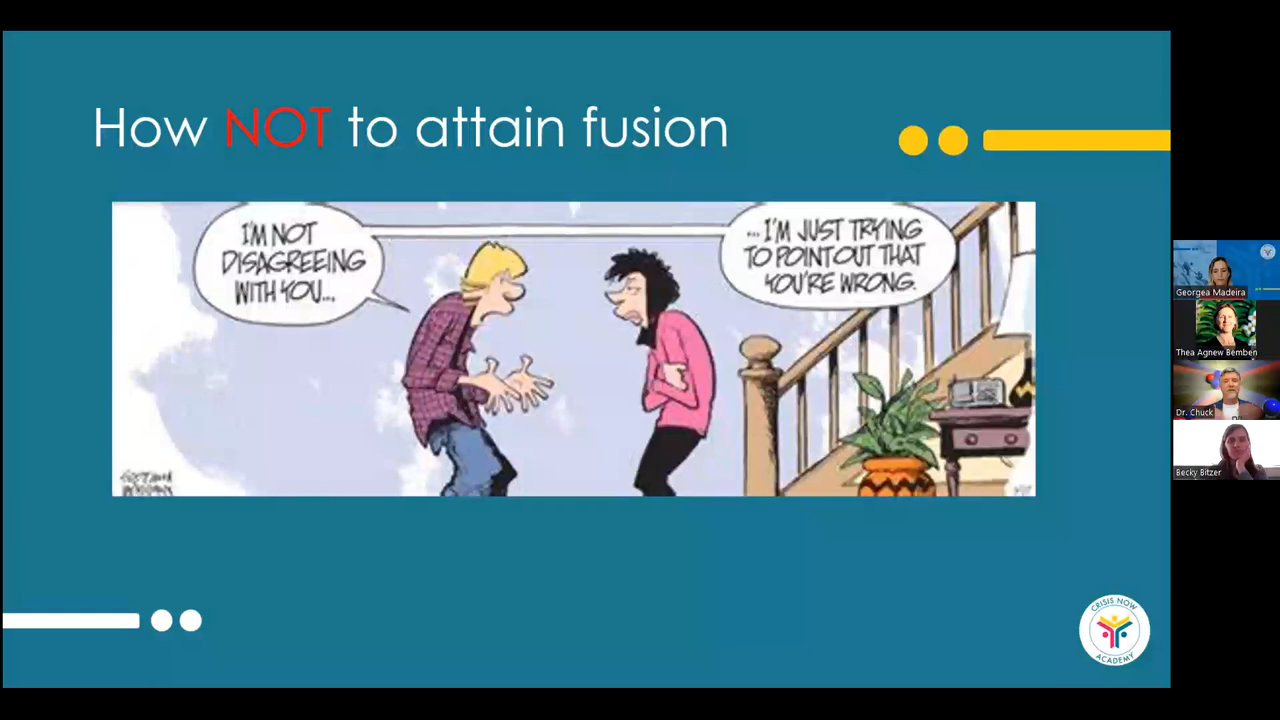 How NOT to attain fusion
I'M NOT
DISAGREEING
WITH YOU...
...I'M JUST TRYING
TO POINT OUT THAT
YOU'RE WRONG.
Georgea Madeira
Thea Agnew Bemben
Dr. Chuck
Becky Bitzer
CRISIS NOW
ACADEMY